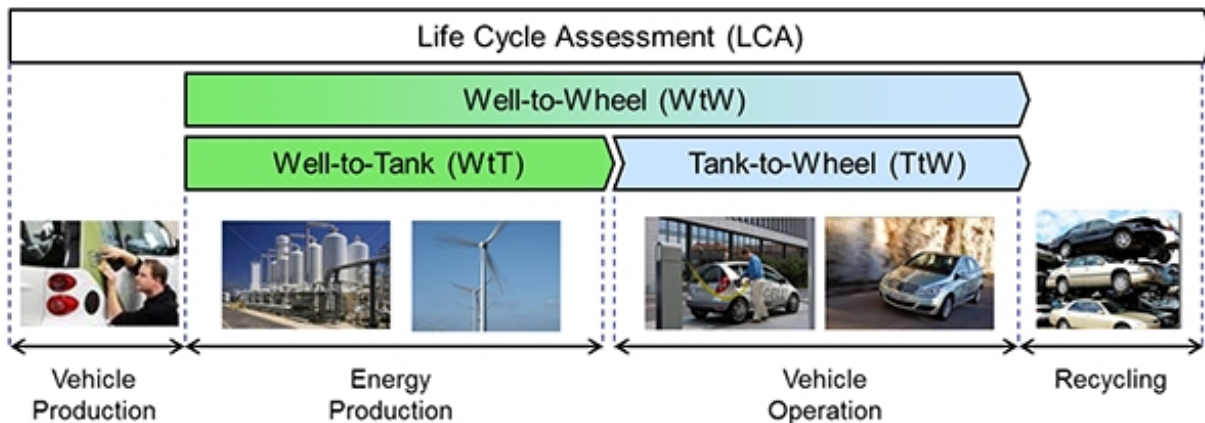 Life Cycle Assessment (LCA)
Well-to-Wheel (WtW)
Well-to-Tank (WtT)
Tank-to-Wheel (TtW)
Vehicle
Production
Energy
Production
Vehicle
Operation
Recycling